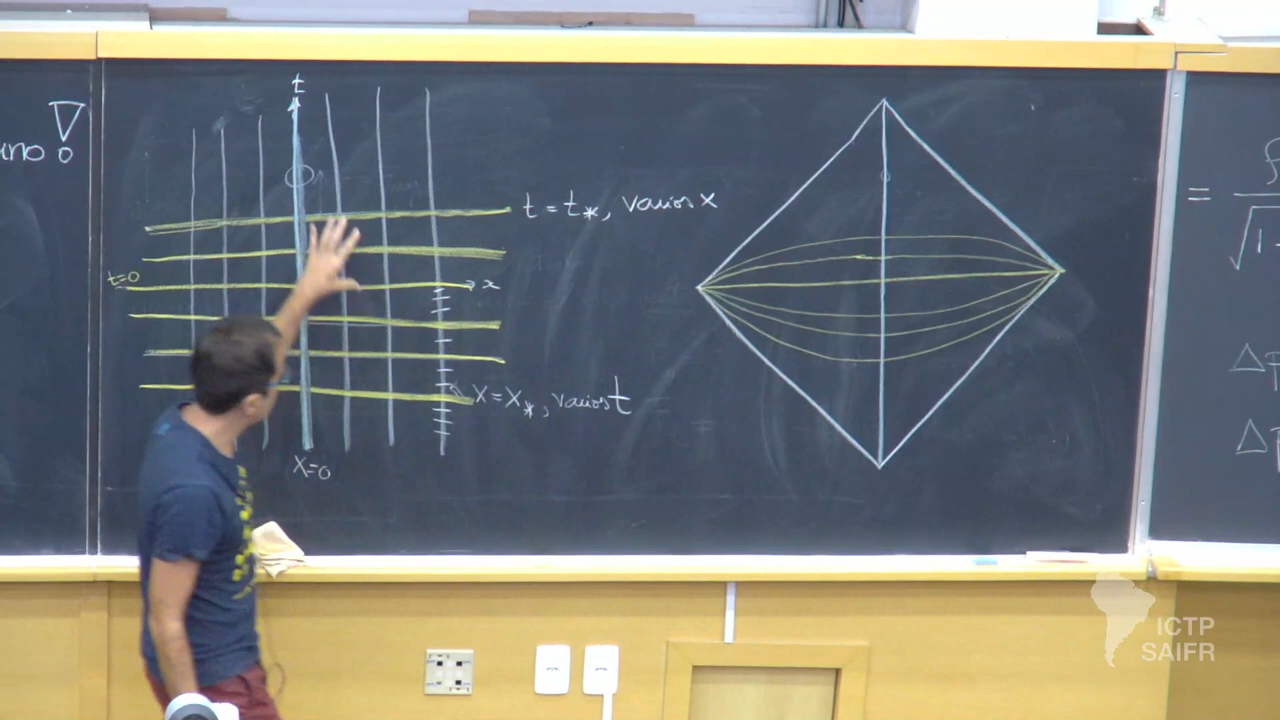 t
t = t*, varios x
t=0
x
x = x*, varios t
x=0
=
Δ
Δ
ICTP
SAIFR